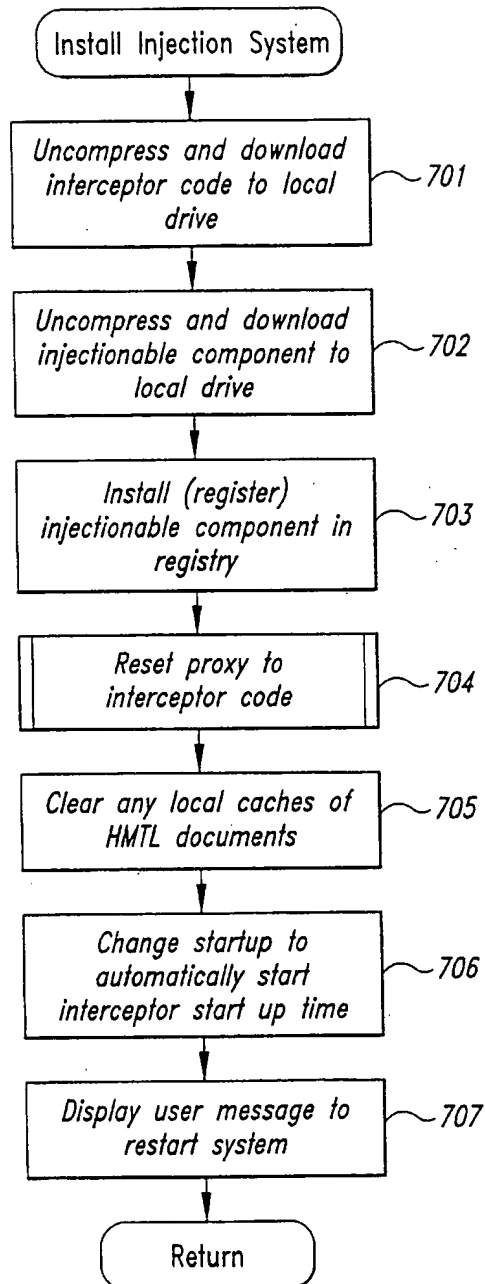 Install Injection System
Uncompress and download
interceptor code to local
drive
701
Uncompress and download
injectionable component to
local drive
702
Install (register)
injectionable component in
registry
703
Reset proxy to
interceptor code
704
Clear any local caches of
HMTL documents
705
Change startup to
automatically start
interceptor start up time
706
Display user message to
restart system
707
Return